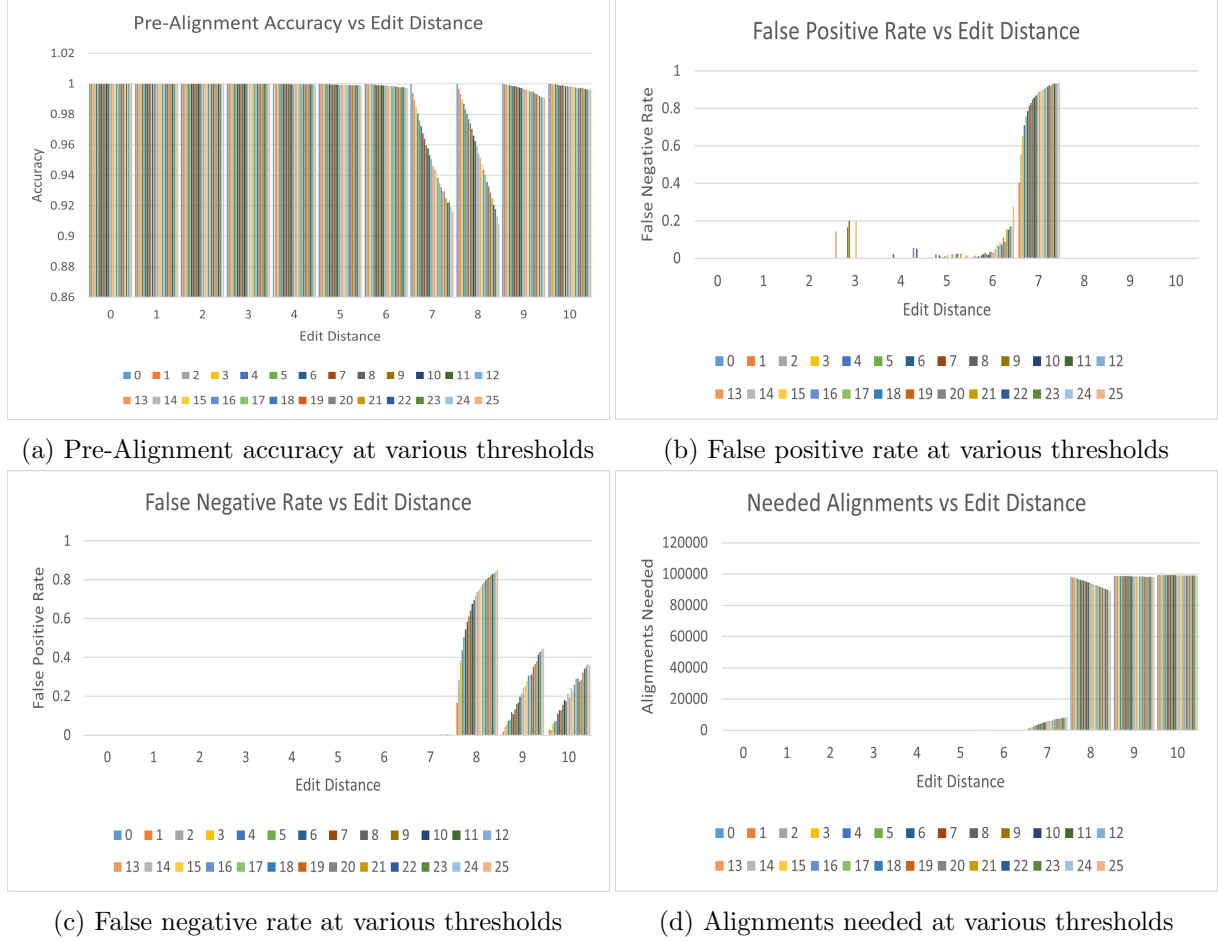 Pre-Alignment Accuracy vs Edit Distance
1.02
1
0.98
0.96
0.94
0.92
0.9
0.88
0.86
Accuracy
0 1 2 3 4 5 6 7 8 9 10
Edit Distance
0 1 2 3 4 5 6 7 8 9 10 11 12
13 14 15 16 17 18 19 20 21 22 23 24 25
(a) Pre-Alignment accuracy at various thresholds
False Positive Rate vs Edit Distance
1
0.8
0.6
0.4
0.2
0
False Negative Rate
0 1 2 3 4 5 6 7 8 9 10
Edit Distance
0 1 2 3 4 5 6 7 8 9 10 11 12
13 14 15 16 17 18 19 20 21 22 23 24 25
(b) False positive rate at various thresholds
False Negative Rate vs Edit Distance
1
0.8
0.6
0.4
0.2
0
False Positive Rate
0 1 2 3 4 5 6 7 8 9 10
Edit Distance
0 1 2 3 4 5 6 7 8 9 10 11 12
13 14 15 16 17 18 19 20 21 22 23 24 25
(c) False negative rate at various thresholds
Needed Alignments vs Edit Distance
120000
100000
80000
60000
40000
20000
0
Alignments Needed
0 1 2 3 4 5 6 7 8 9 10
Edit Distance
0 1 2 3 4 5 6 7 8 9 10 11 12
13 14 15 16 17 18 19 20 21 22 23 24 25
(d) Alignments needed at various thresholds